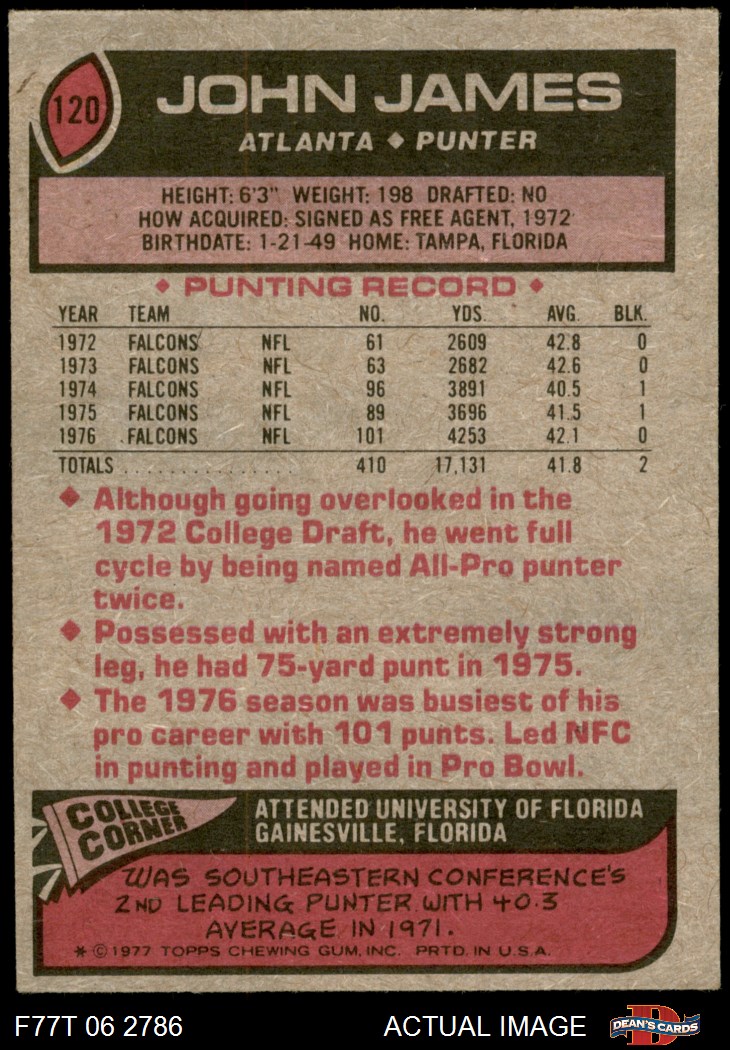 120
JOHN JAMES
ATLANTA ◆ PUNTER
HEIGHT: 6'3" WEIGHT: 198 DRAFTED: NO
HOW ACQUIRED: SIGNED AS FREE AGENT, 1972
BIRTHDATE: 1-21-49 HOME: TAMPA, FLORIDA
◆ PUNTING RECORD ◆
YEAR TEAM NO. YDS. AVG. BLK.
1972 FALCONS NFL 61 2609 42.8 0
1973 FALCONS NFL 63 2682 42.6 0
1974 FALCONS NFL 96 3891 40.5 1
1975 FALCONS NFL 89 3696 41.5 1
1976 FALCONS NFL 101 4253 42.1 0
TOTALS . . . . . . . . . . . . . . . 410 17,131 41.8 2
◆ Although going overlooked in the
1972 College Draft, he went full
cycle by being named All-Pro punter
twice.
◆ Possessed with an extremely strong
leg, he had 75-yard punt in 1975.
◆ The 1976 season was busiest of his
pro career with 101 punts. Led NFC
in punting and played in Pro Bowl.
COLLEGE
CORNER
ATTENDED UNIVERSITY OF FLORIDA
GAINESVILLE, FLORIDA
WAS SOUTHEASTERN CONFERENCE'S
2ND LEADING PUNTER WITH 40.3
AVERAGE IN 1971.
* © 1977 TOPPS CHEWING GUM, INC. PRTD. IN U.S.A.
F77T 06 2786 ACTUAL IMAGE
D
DEAN'S CARDS